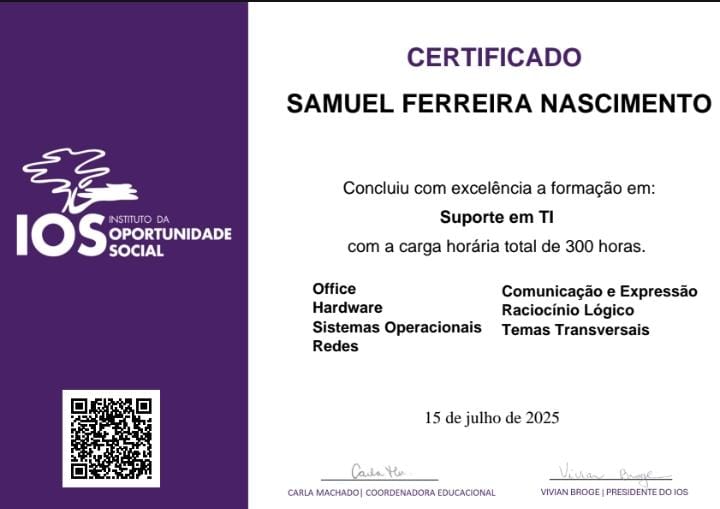 CERTIFICADO
SAMUEL FERREIRA NASCIMENTO
IOS INSTITUTO DA
OPORTUNIDADE
SOCIAL
Concluiu com excelência a formação em:
Suporte em TI
com a carga horária total de 300 horas.
Office
Hardware
Sistemas Operacionais
Redes
Comunicação e Expressão
Raciocínio Lógico
Temas Transversais
15 de julho de 2025
Vivian Broge
CARLA MACHADO| COORDENADORA EDUCACIONAL
VIVIAN BROGE | PRESIDENTE DO IOS